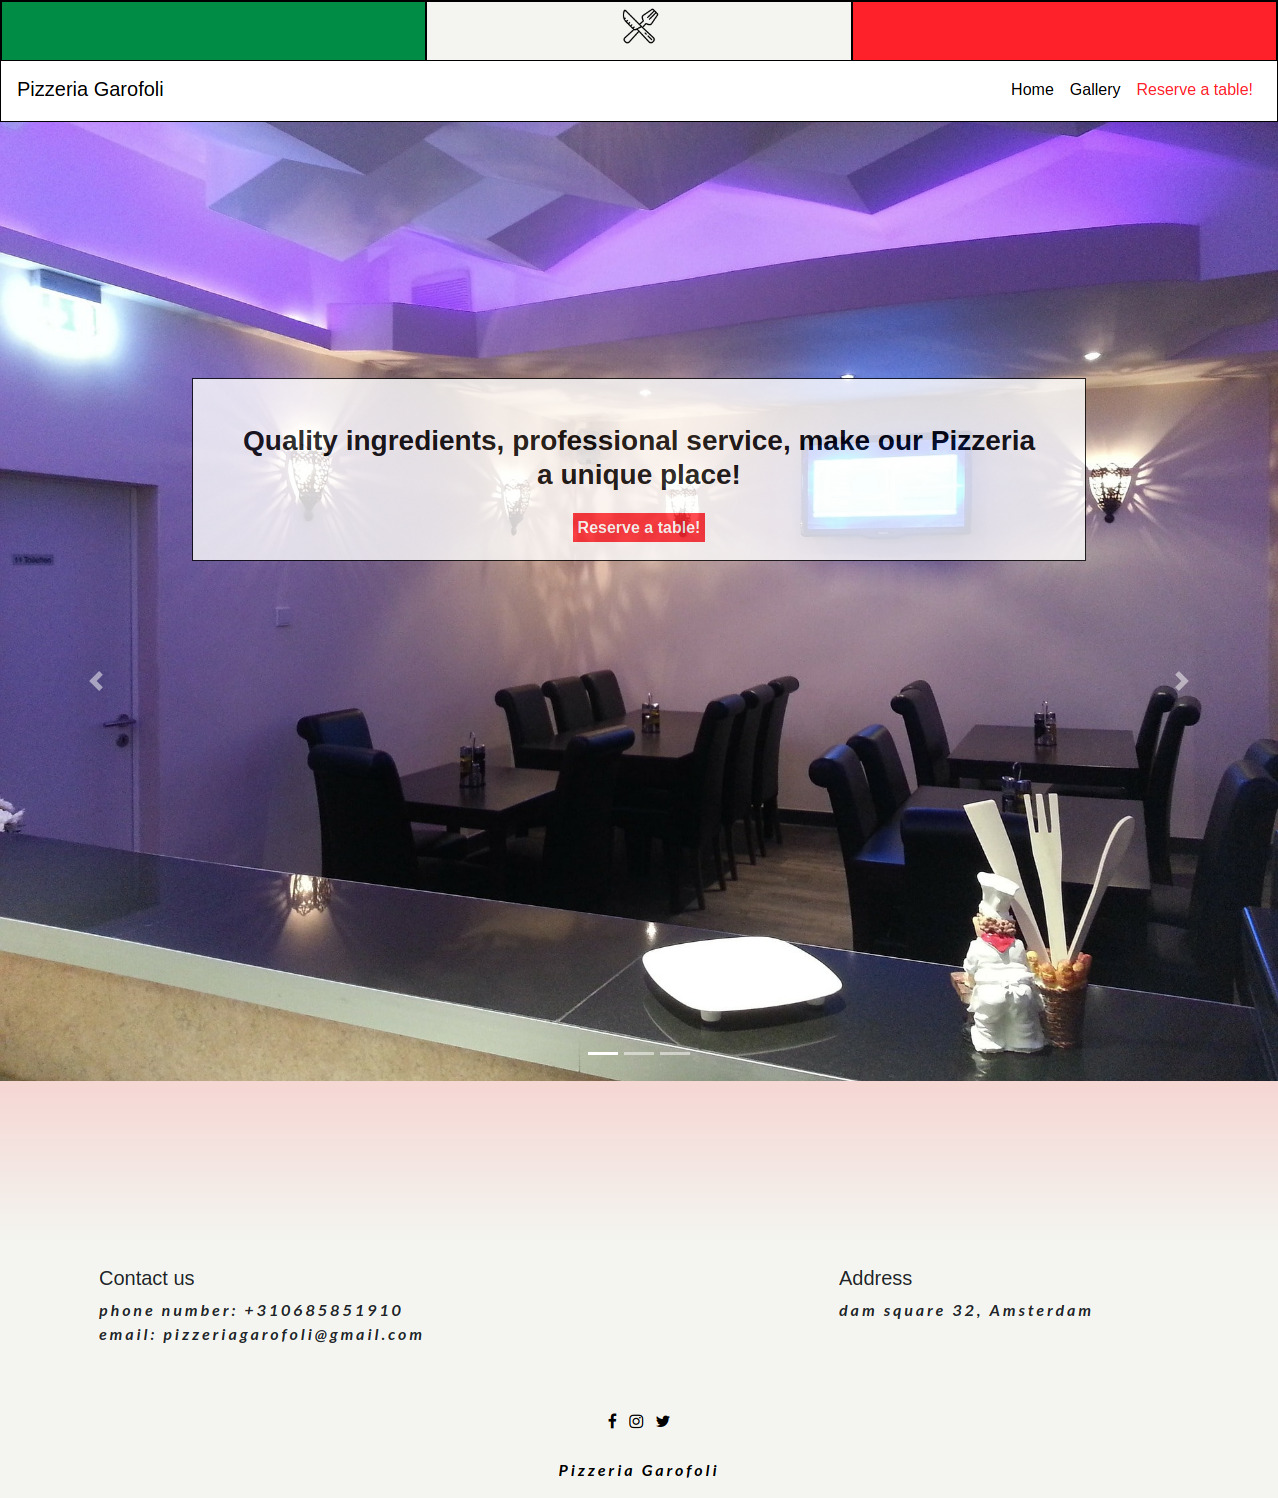 Pizzeria Garofoli
Home Gallery Reserve a table!
Quality ingredients, professional service, make our Pizzeria
a unique place!
Reserve a table!
Contact us
phone number: +310685851910
email: pizzeriagarofoli@gmail.com
Address
dam square 32, Amsterdam
Pizzeria Garofoli